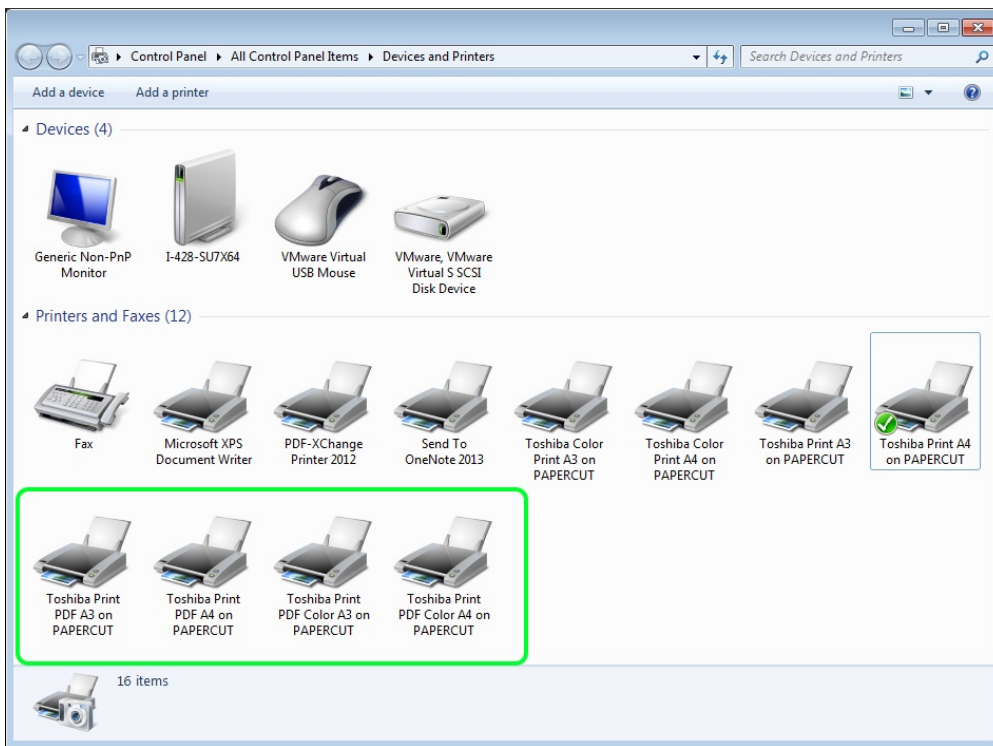 Control Panel ▸ All Control Panel Items ▸ Devices and Printers
Search Devices and Printers
Add a device Add a printer
Devices (4)
Generic Non-PnP
Monitor
I-428-SU7X64
VMware Virtual
USB Mouse
VMware, VMware
Virtual S SCSI
Disk Device
Printers and Faxes (12)
Fax
Microsoft XPS
Document Writer
PDF-XChange
Printer 2012
Send To
OneNote 2013
Toshiba Color
Print A3 on
PAPERCUT
Toshiba Color
Print A4 on
PAPERCUT
Toshiba Print A3
on PAPERCUT
Toshiba Print A4
on PAPERCUT
Toshiba Print
PDF A3 on
PAPERCUT
Toshiba Print
PDF A4 on
PAPERCUT
Toshiba Print
PDF Color A3 on
PAPERCUT
Toshiba Print
PDF Color A4 on
PAPERCUT
16 items